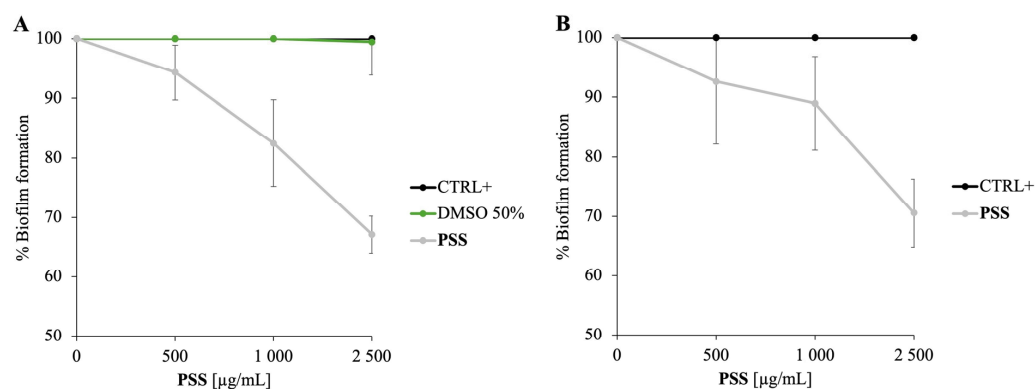 A
100
90
80
70
60
50
% Biofilm formation
0
500
1 000
2 500
PSS [µg/mL]
CTRL+
DMSO 50%
PSS
B
100
90
80
70
60
50
% Biofilm formation
0
500
1 000
2 500
PSS [µg/mL]
CTRL+
PSS